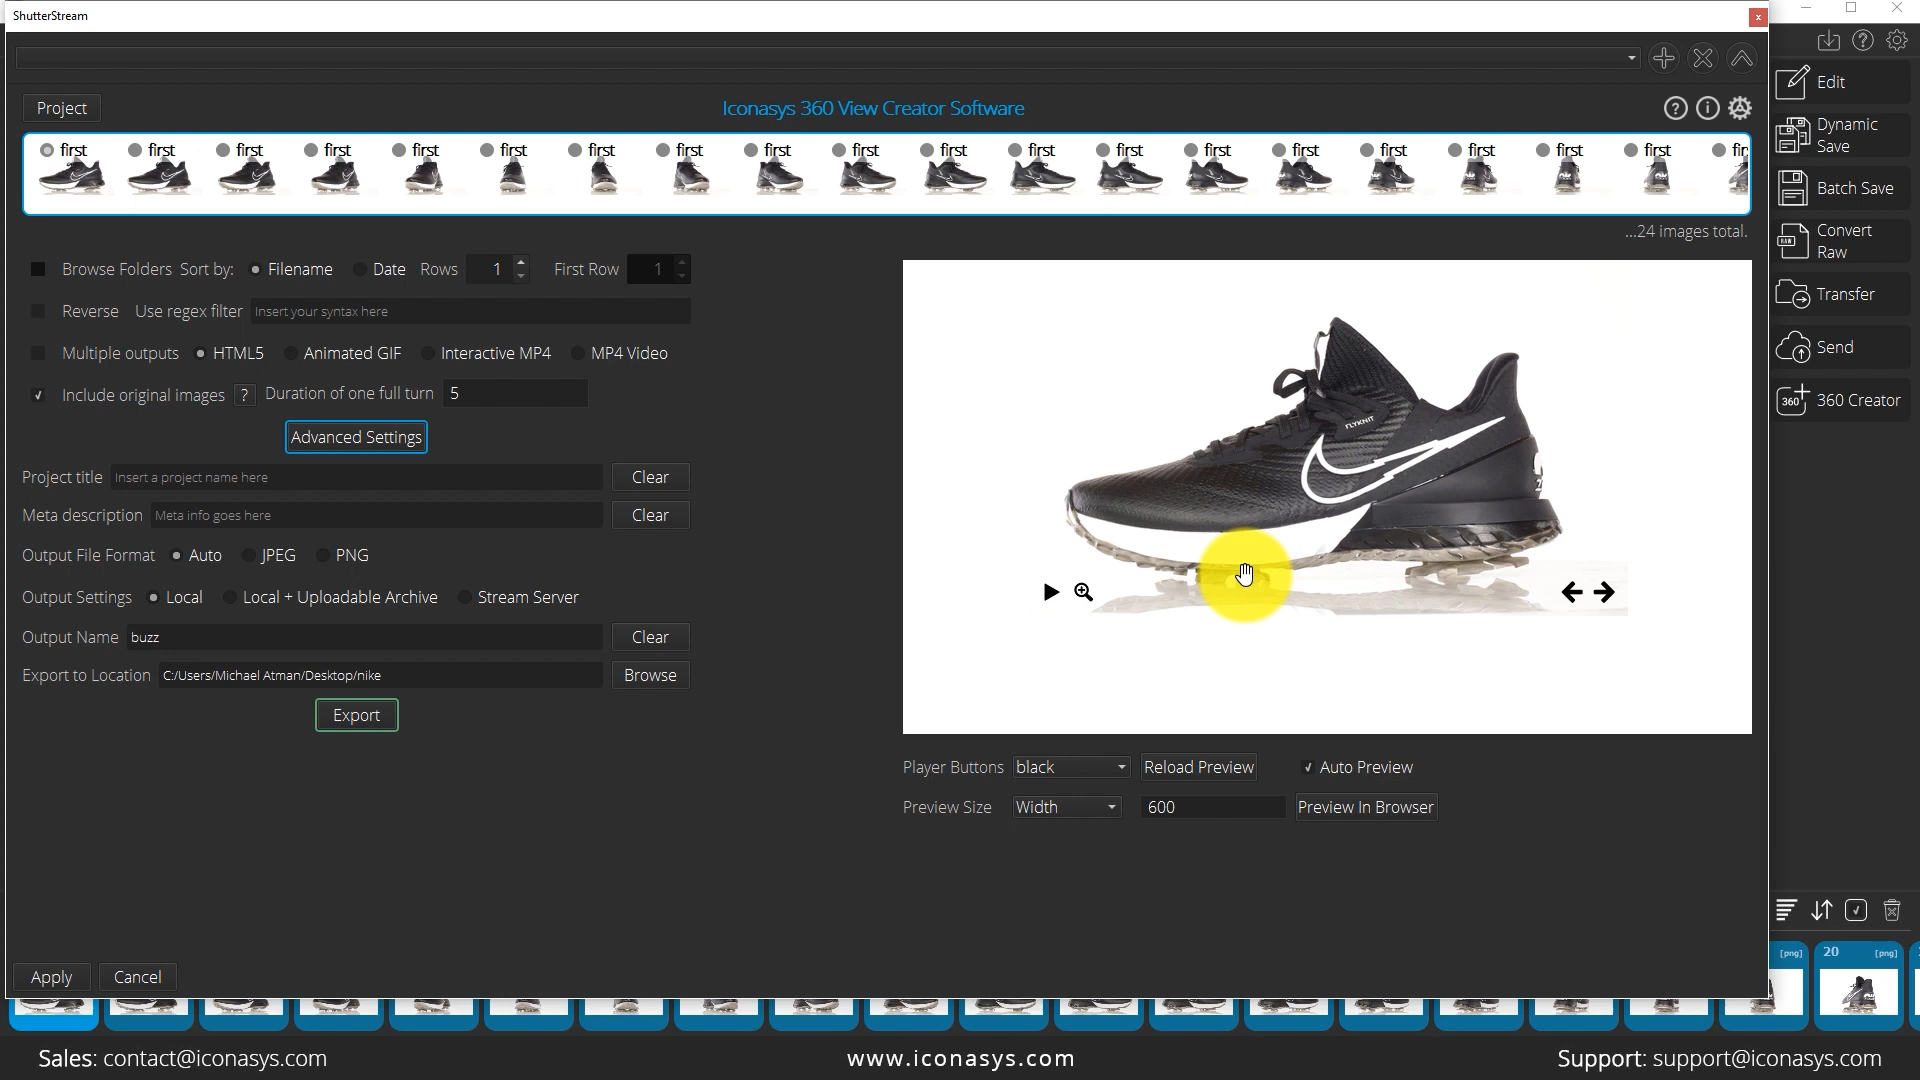 ShutterStream
Project
Iconasys 360 View Creator Software
first first first first first first first first first first first first first first first first first first first fir
...24 images total.
Browse Folders Sort by: Filename Date Rows 1 First Row 1
Reverse Use regex filter Insert your syntax here
Multiple outputs HTML5 Animated GIF Interactive MP4 MP4 Video
Include original images ? Duration of one full turn 5
Advanced Settings
Project title Insert a project name here Clear
Meta description Meta info goes here Clear
Output File Format Auto JPEG PNG
Output Settings Local Local + Uploadable Archive Stream Server
Output Name buzz Clear
Export to Location C:/Users/Michael Atman/Desktop/nike Browse
Export
FLYKNIT
Player Buttons black Reload Preview Auto Preview
Preview Size Width 600 Preview In Browser
Apply Cancel
Edit
Dynamic
Save
Batch Save
RAW
Convert
Raw
Transfer
Send
360
360 Creator
[png] 20 [png]
Sales: contact@iconasys.com www.iconasys.com Support: support@iconasys.com